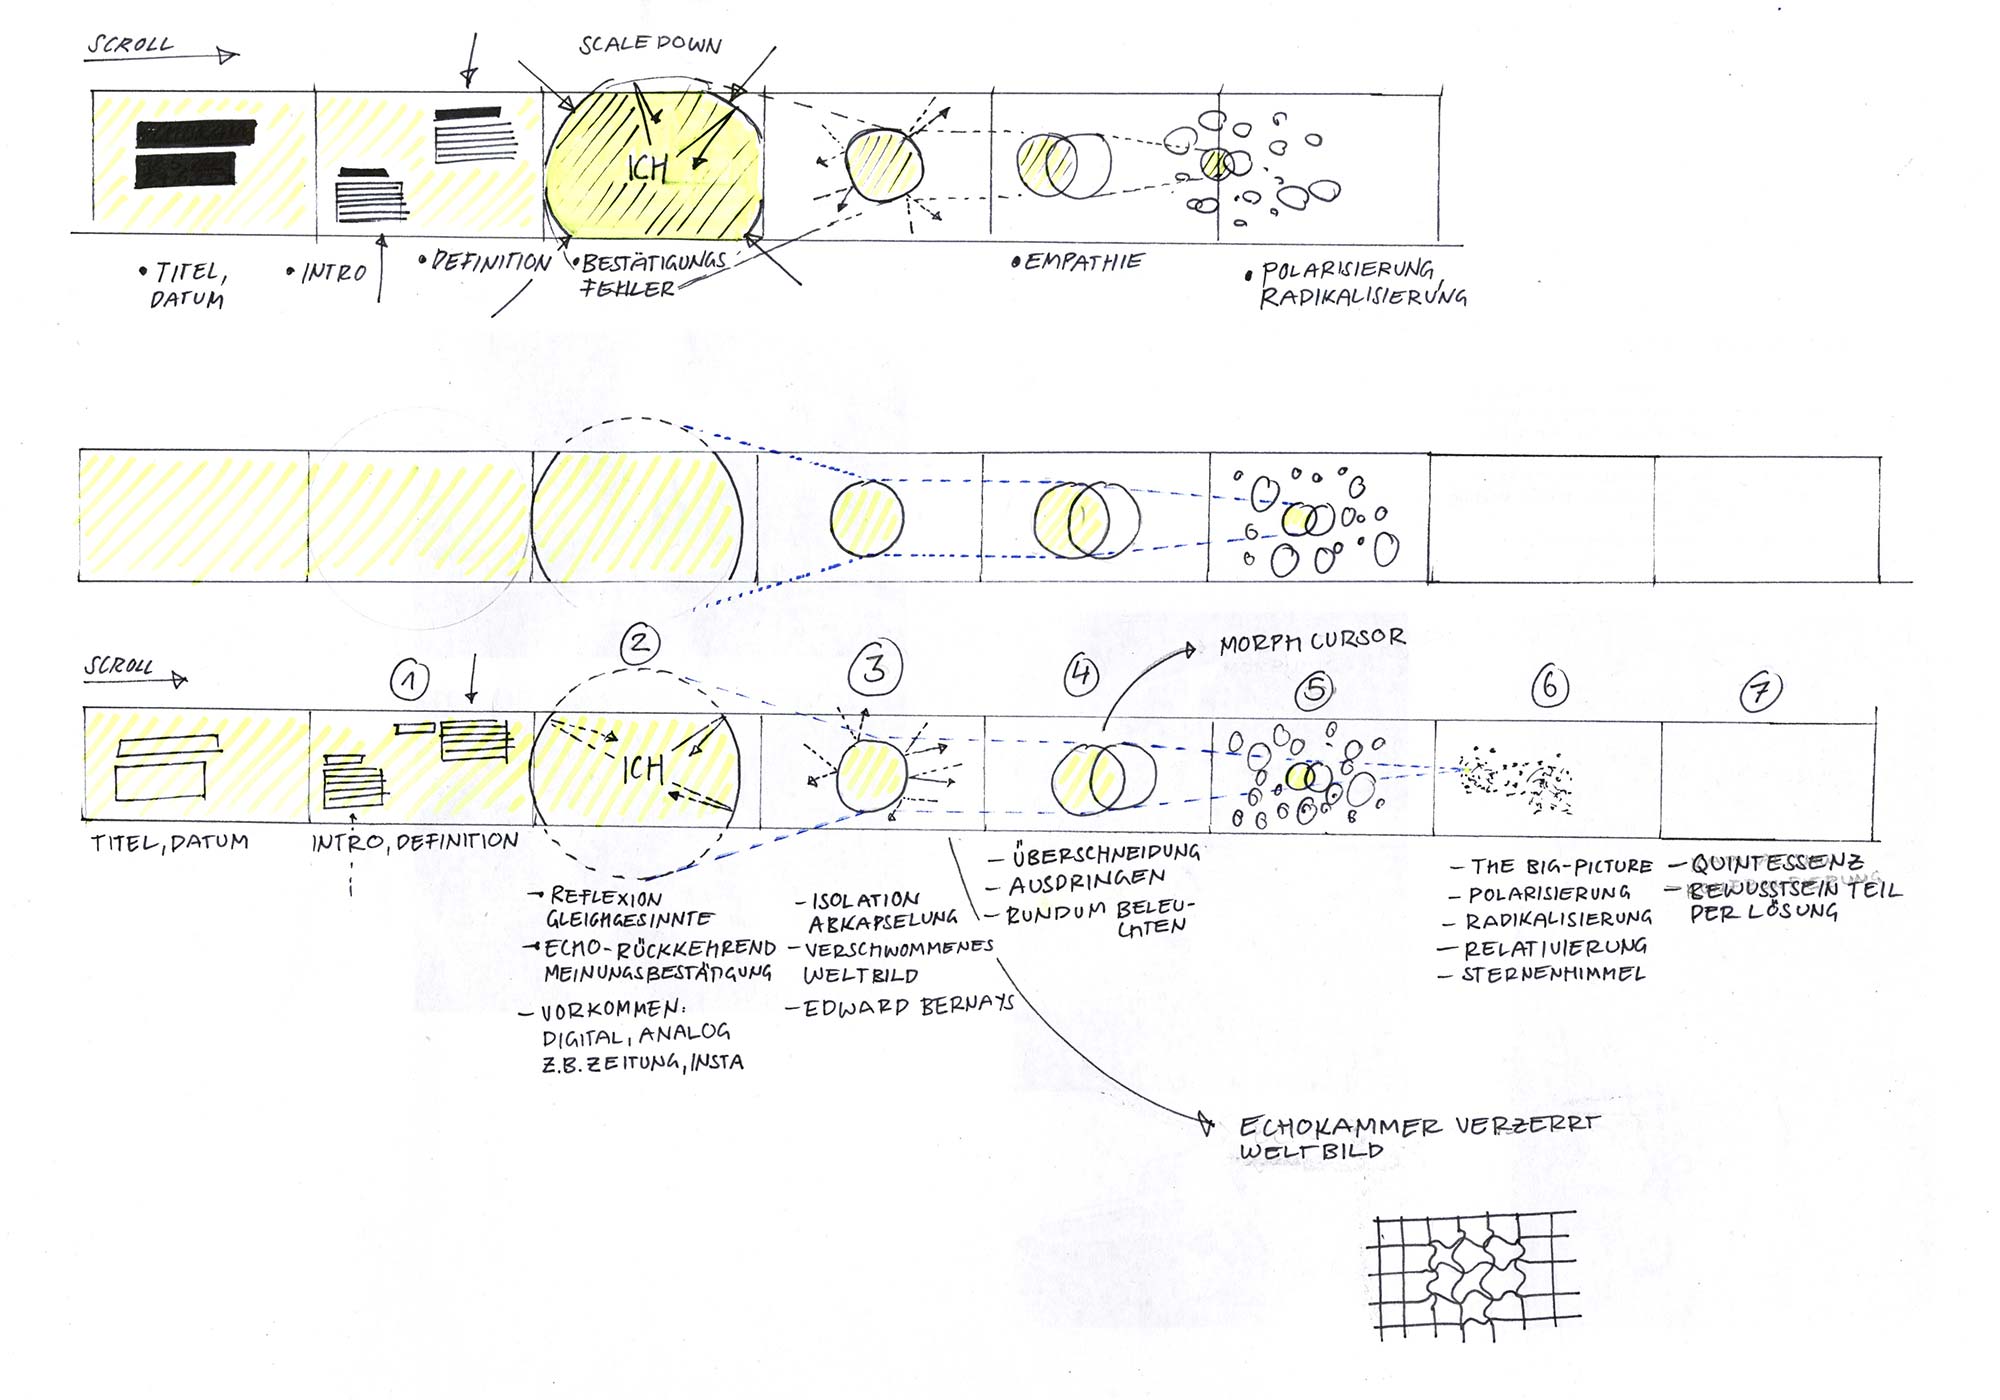 SCROLL
SCALE DOWN
ICH
• TITEL,
DATUM
• INTRO
• DEFINITION
• BESTÄTIGUNGS
FEHLER
• EMPATHIE
• POLARISIERUNG,
RADIKALISIERUNG
SCROLL
1
2
3
4
5
6
7
MORPH CURSOR
ICH
TITEL, DATUM
INTRO, DEFINITION
→ REFLEXION
GLEICHGESINNTE
→ ECHO-RÜCKKEHREND
MEINUNGSBESTÄTIGUNG
– VORKOMMEN:
DIGITAL, ANALOG
Z.B. ZEITUNG, INSTA
– ISOLATION
ABKAPSELUNG
– VERSCHWOMMENES
WELTBILD
– EDWARD BERNAYS
– ÜBERSCHNEIDUNG
– AUSDRINGEN
– RUNDUM BELEU-
CHTEN
– THE BIG-PICTURE
– POLARISIERUNG
– RADIKALISIERUNG
– RELATIVIERUNG
– STERNENHIMMEL
– QUINTESSENZ
– BEWUSSTSEIN TEIL
DER LÖSUNG
ECHOKAMMER VERZERRT
WELTBILD